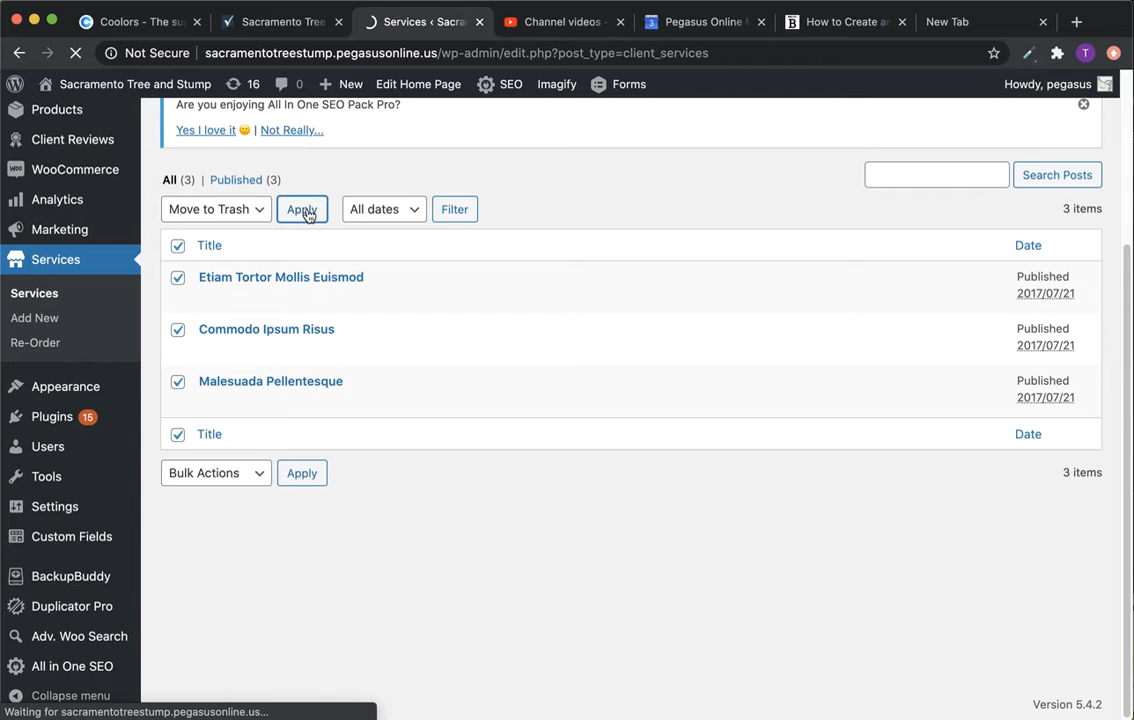 Coolors - The su
Sacramento Tree
Services ‹ Sacra
Channel videos -
Pegasus Online M
How to Create a
New Tab
Not Secure
sacramentotreestump.pegasusonline.us/wp-admin/edit.php?post_type=client_services
T
Sacramento Tree and Stump
16
0
New
Edit Home Page
SEO
Imagify
Forms
Howdy, pegasus
Products
Client Reviews
WooCommerce
Analytics
Marketing
Services
Services
Add New
Re-Order
Appearance
Plugins 15
Users
Tools
Settings
Custom Fields
BackupBuddy
Duplicator Pro
Adv. Woo Search
All in One SEO
Collapse menu
Are you enjoying All In One SEO Pack Pro?
Yes I love it | Not Really...
All (3) | Published (3)
Search Posts
Move to Trash
Apply
All dates
Filter
3 items
Title
Date
Etiam Tortor Mollis Euismod
Published
2017/07/21
Commodo Ipsum Risus
Published
2017/07/21
Malesuada Pellentesque
Published
2017/07/21
Title
Date
Bulk Actions
Apply
3 items
Version 5.4.2
Waiting for sacramentotreestump.pegasusonline.us...